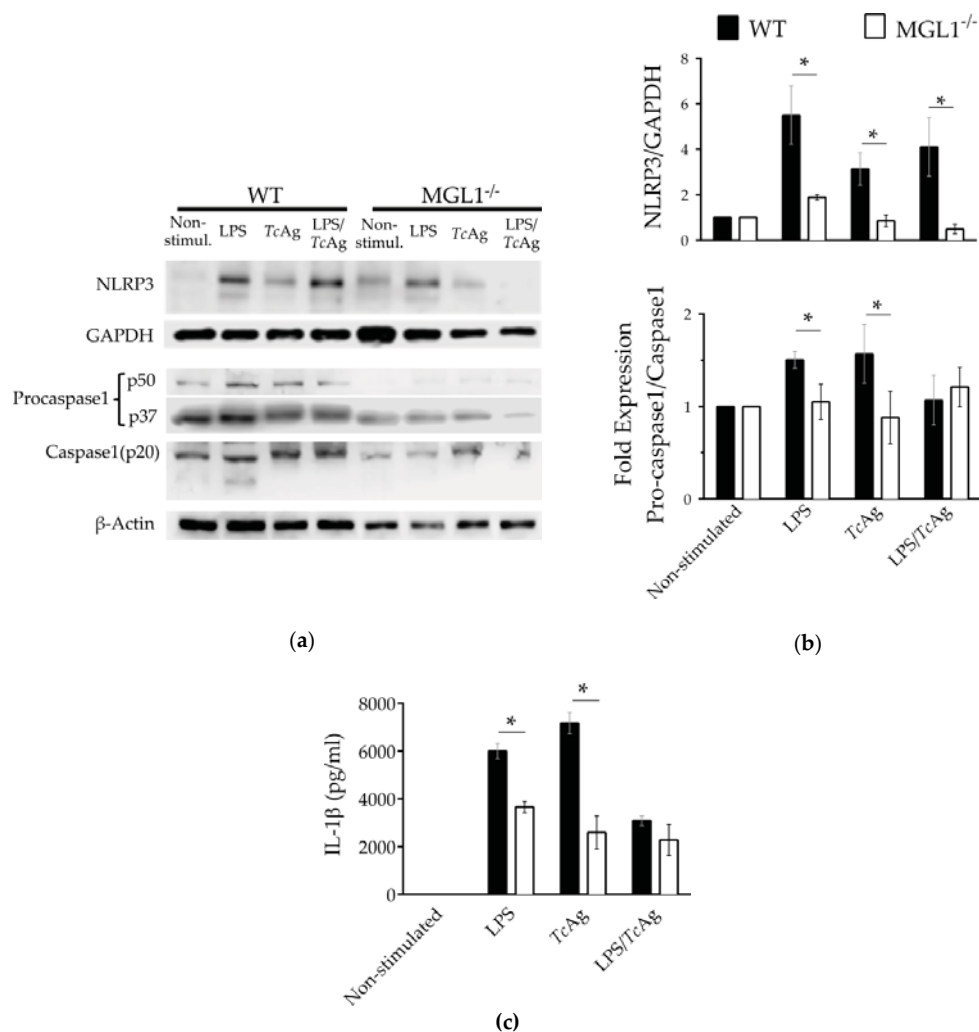 WT
MGL1-/-
Non-
stimul.
LPS
TcAg
LPS/
TcAg
Non-
stimul.
LPS
TcAg
LPS/
TcAg
NLRP3
GAPDH
Procaspase1
p50
p37
Caspase1(p20)
β-Actin
(a)
WT
MGL1-/-
NLRP3/GAPDH
8
6
4
2
0
*
*
*
Fold Expression
Pro-caspase1/Caspase1
2
1
0
*
*
Non-stimulated
LPS
TcAg
LPS/TcAg
(b)
IL-1β (pg/ml)
8000
6000
4000
2000
0
*
*
Non-stimulated
LPS
TcAg
LPS/TcAg
(c)